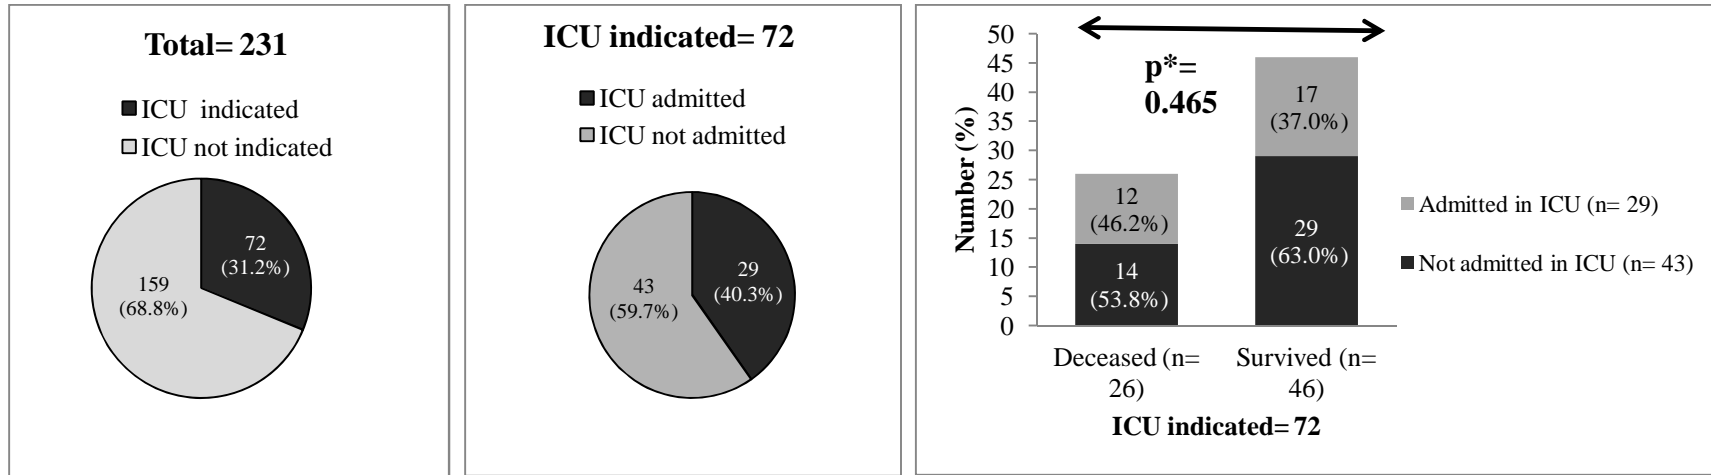 Total= 231
ICU  indicated
ICU not indicated
72
(31.2%)
159
(68.8%)
ICU indicated= 72
ICU admitted
ICU not admitted
29
(40.3%)
43
(59.7%)
50
45
40
35
30
25
20
15
10
5
0
Number (%)
p*=
0.465
12
(46.2%)
14
(53.8%)
17
(37.0%)
29
(63.0%)
Deceased (n=
26)
Survived (n=
46)
ICU indicated= 72
Admitted in ICU (n= 29)
Not admitted in ICU (n= 43)